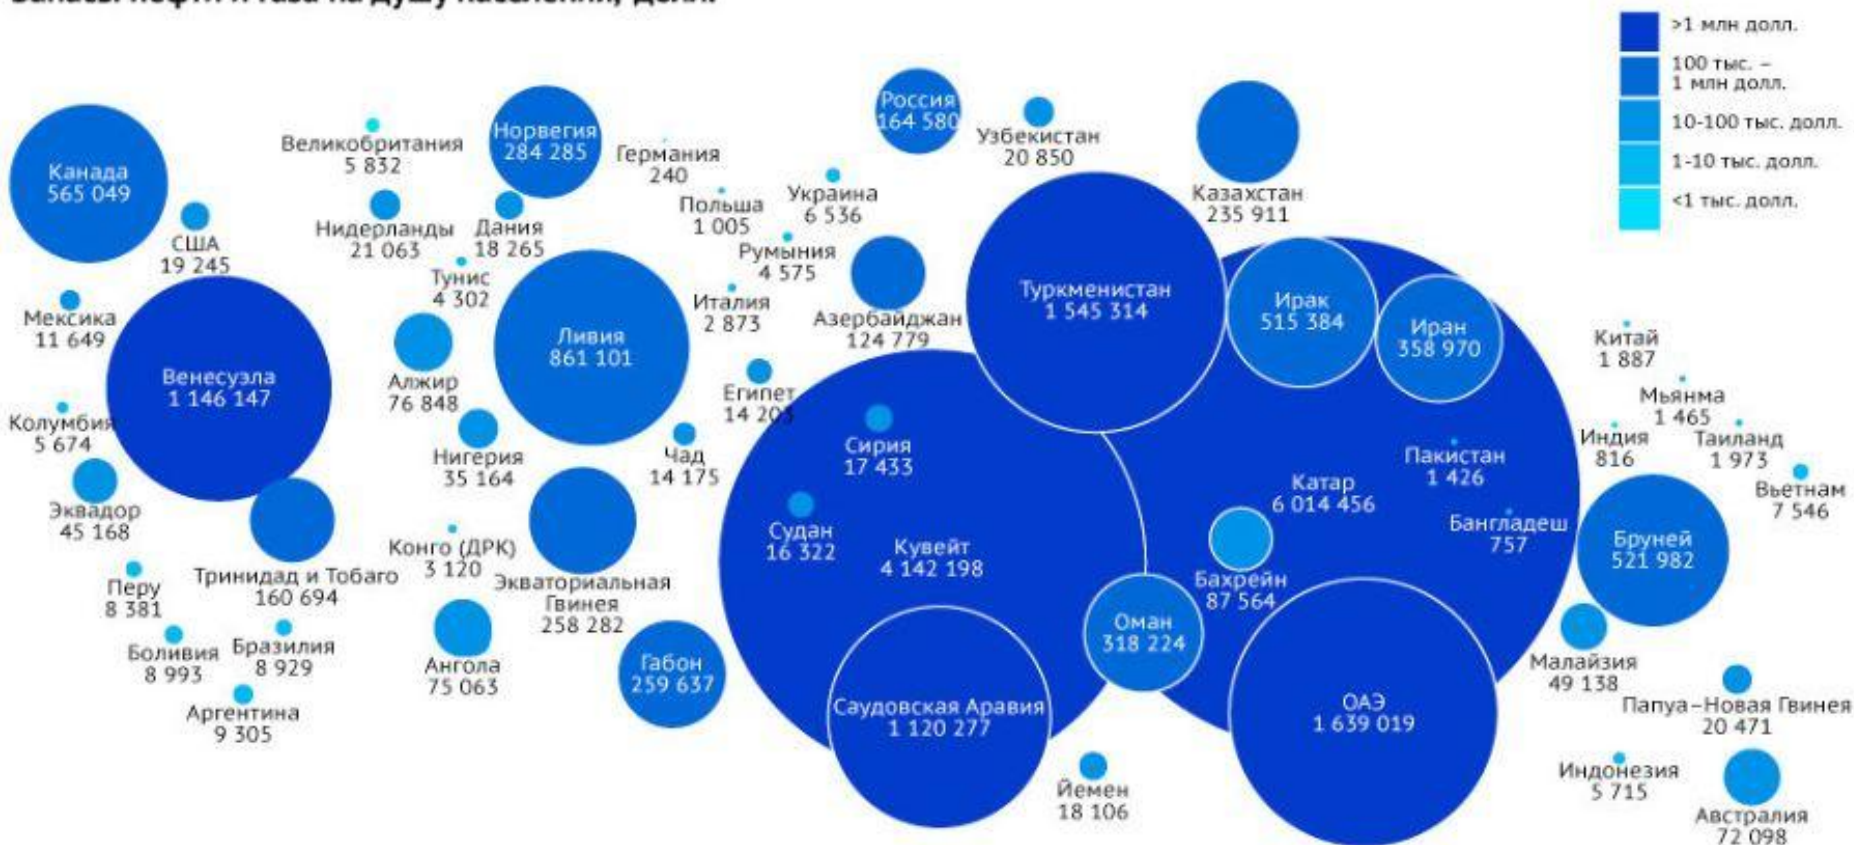 Запасы нефти и газа на душу населения, долл.
>1 млн долл.
100 тыс. –
1 млн долл.
10-100 тыс. долл.
1-10 тыс. долл.
<1 тыс. долл.
Канада
565 049
США
19 245
Мексика
11 649
Венесуэла
1 146 147
Колумбия
5 674
Эквадор
45 168
Тринидад и Тобаго
160 694
Перу
8 381
Боливия
8 993
Бразилия
8 929
Аргентина
9 305
Великобритания
5 832
Норвегия
284 285
Германия
240
Нидерланды
21 063
Дания
18 265
Польша
1 005
Украина
6 536
Румыния
4 575
Италия
2 873
Тунис
4 302
Алжир
76 848
Ливия
861 101
Египет
14 203
Нигерия
35 164
Чад
14 175
Конго (ДРК)
3 120
Экваториальная
Гвинея
258 282
Ангола
75 063
Габон
259 637
Россия
164 580
Узбекистан
20 850
Казахстан
235 911
Азербайджан
124 779
Туркменистан
1 545 314
Ирак
515 384
Иран
358 970
Сирия
17 433
Судан
16 322
Кувейт
4 142 198
Саудовская Аравия
1 120 277
Катар
6 014 456
Пакистан
1 426
Бангладеш
757
Бахрейн
87 564
Оман
318 224
ОАЭ
1 639 019
Йемен
18 106
Китай
1 887
Мьянма
1 465
Индия
816
Таиланд
1 973
Вьетнам
7 546
Бруней
521 982
Малайзия
49 138
Папуа–Новая Гвинея
20 471
Индонезия
5 715
Австралия
72 098